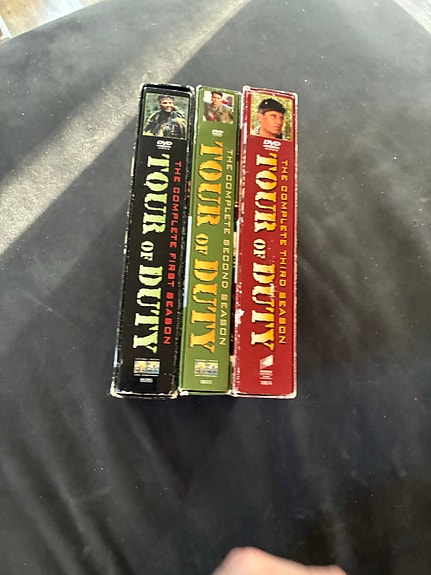 DVD
THE COMPLETE FIRST SEASON
TOUR OF DUTY
DVD
THE COMPLETE SECOND SEASON
TOUR OF DUTY
DVD
THE COMPLETE THIRD SEASON
TOUR OF DUTY